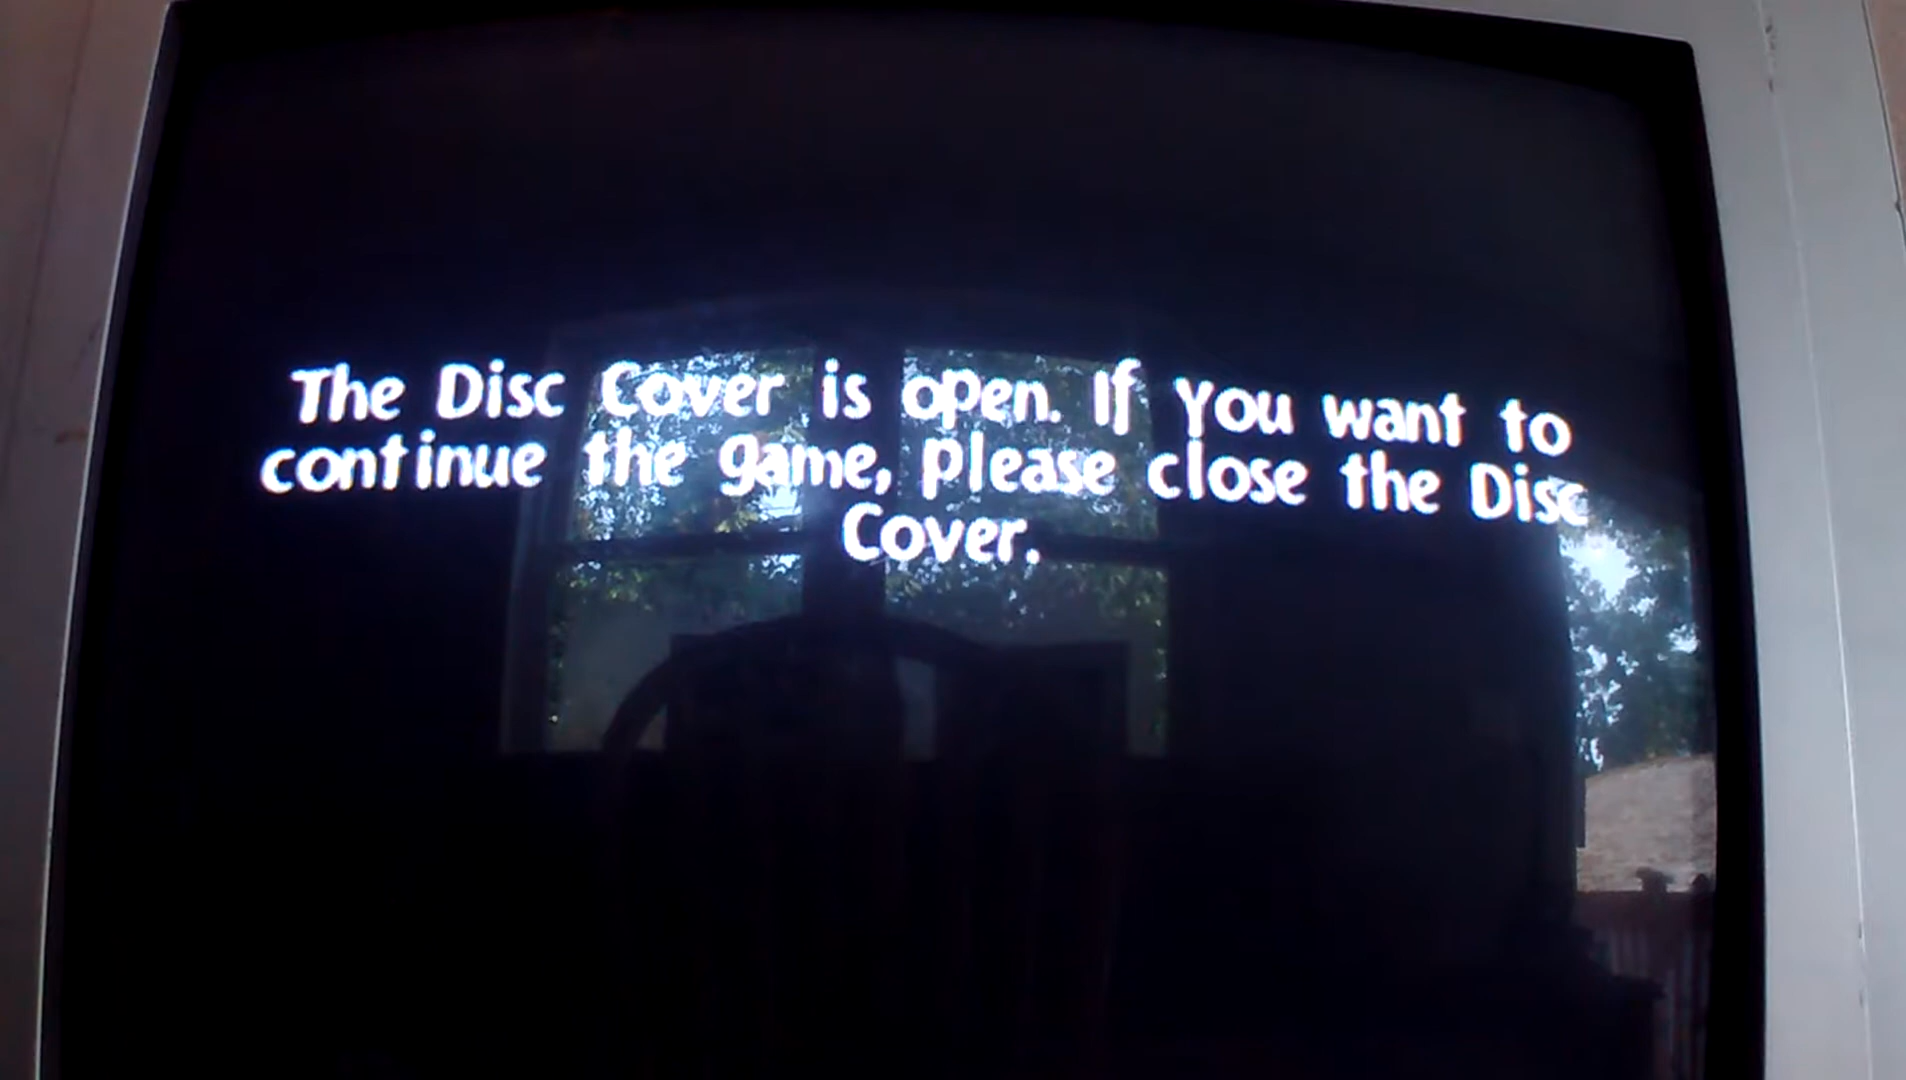 The Disc Cover is open. If you want to
continue the game, please close the Disc
Cover.